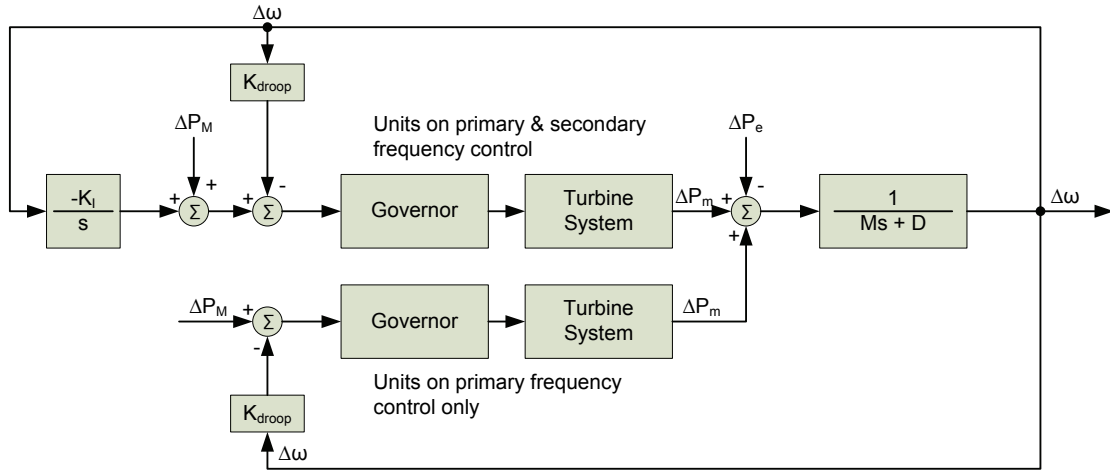 Δω
K_droop
ΔP_M
Units on primary & secondary
frequency control
ΔP_e
+
+
+
-
-
-K_I
s
Σ
Σ
Governor
Turbine
System
ΔP_m
+
Σ
+
1
Ms + D
Δω
ΔP_M
+
Σ
-
Governor
Turbine
System
ΔP_m
Units on primary frequency
control only
K_droop
Δω